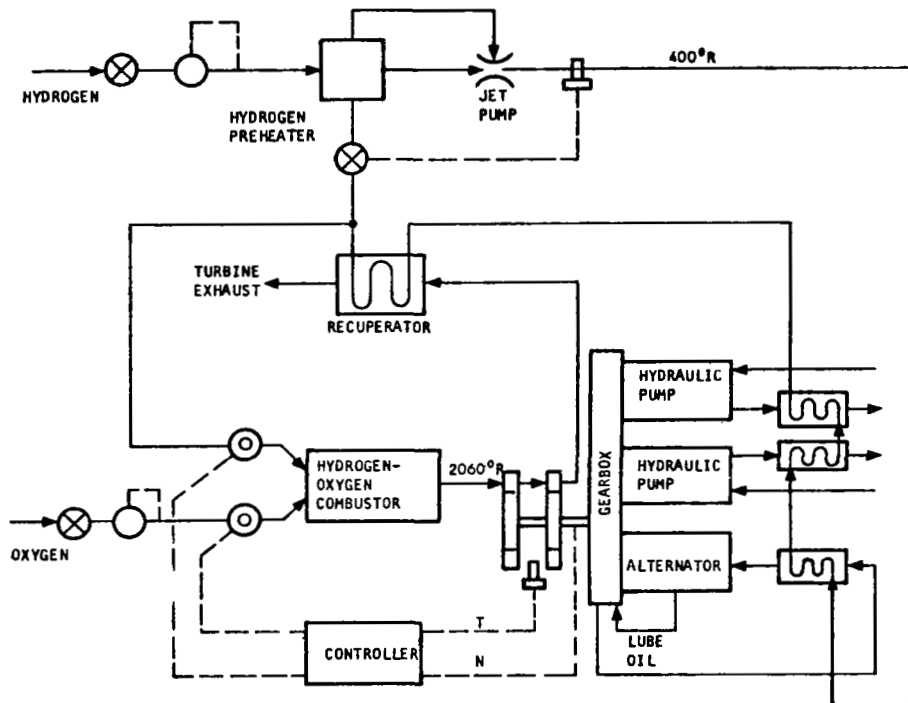 400°R
HYDROGEN
JET
PUMP
HYDROGEN
PREHEATER
TURBINE
EXHAUST
RECUPERATOR
HYDRAULIC
PUMP
HYDROGEN-
OXYGEN
COMBUSTOR
2060°R
GEARBOX
HYDRAULIC
PUMP
OXYGEN
ALTERNATOR
T
CONTROLLER
N
LUBE
OIL